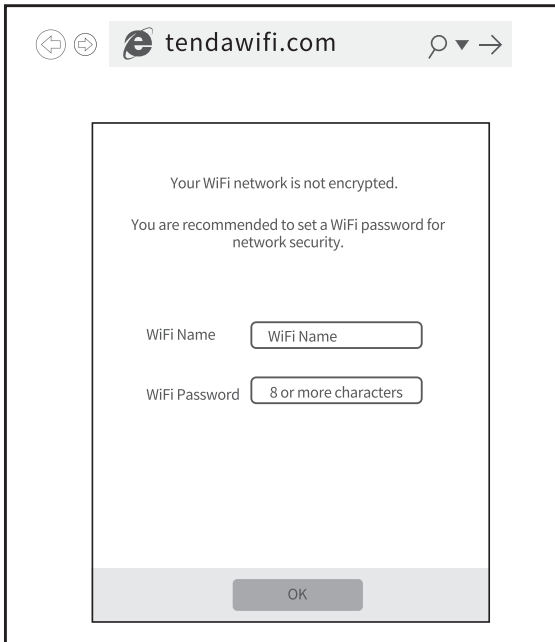 tendawifi.com
Your WiFi network is not encrypted.
You are recommended to set a WiFi password for
network security.
WiFi Name WiFi Name
WiFi Password 8 or more characters
OK